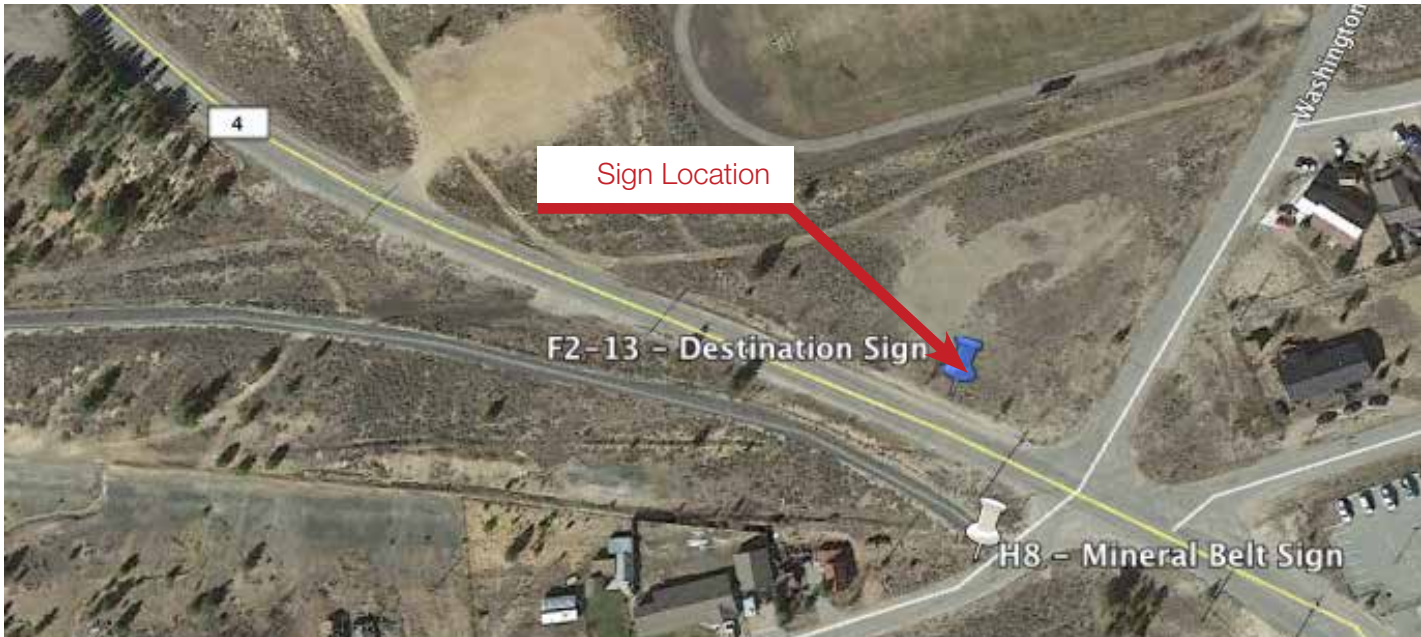 Washington
4
Sign Location
F2-13 - Destination Sign
H8 - Mineral Belt Sign